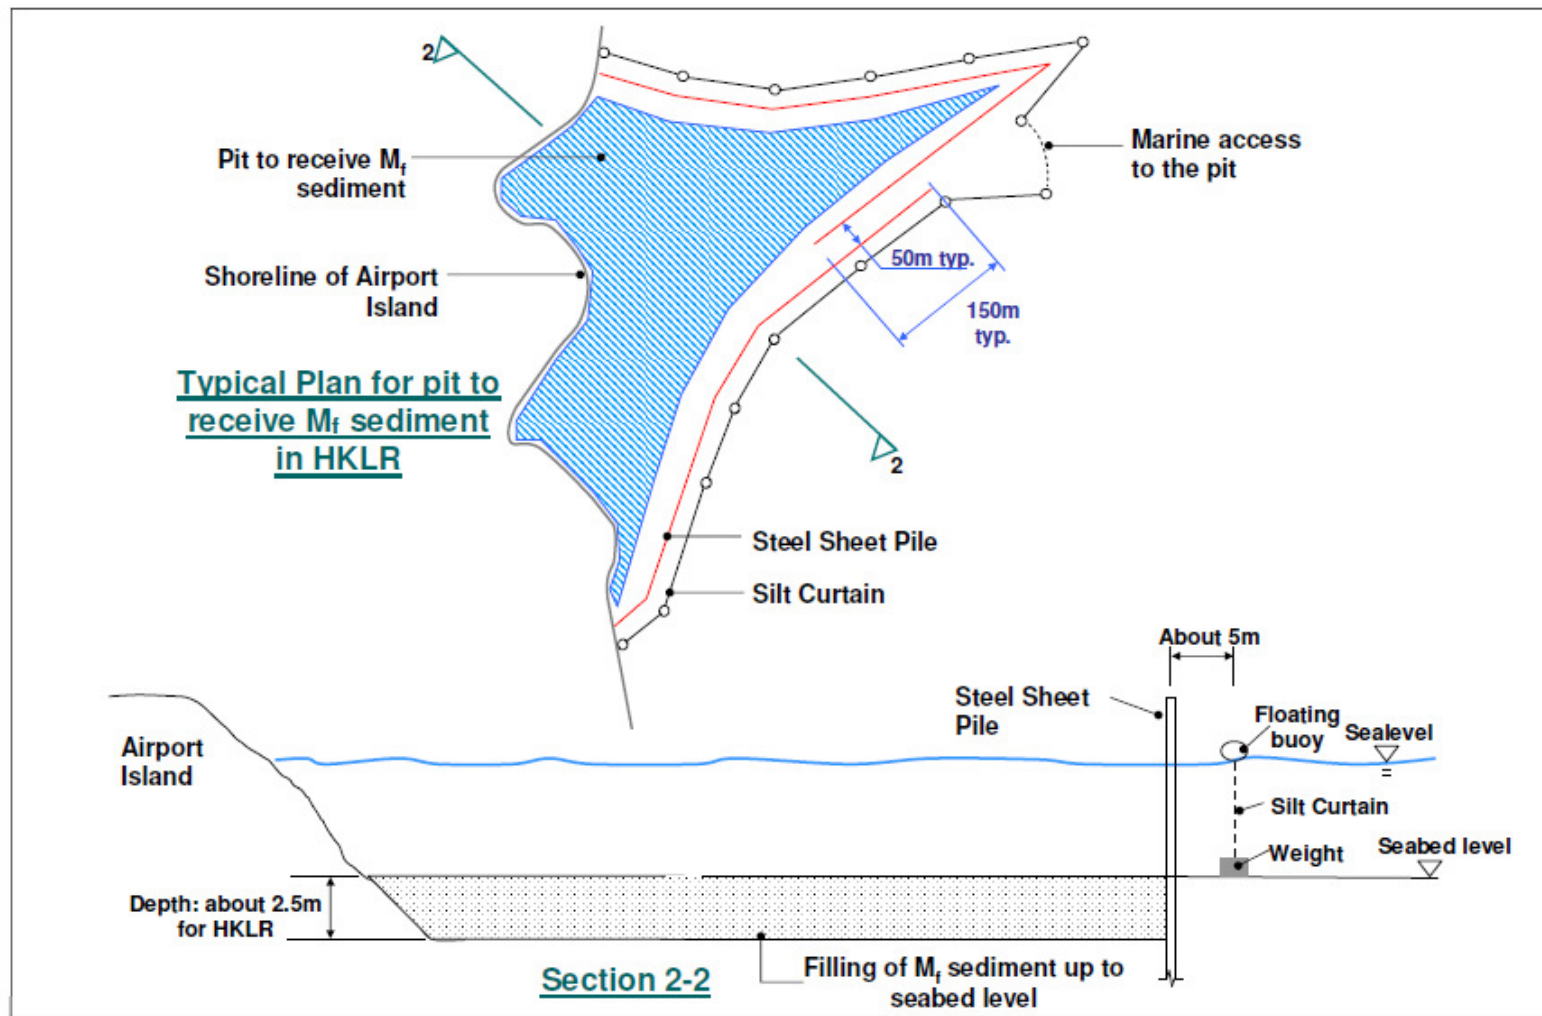 2
Pit to receive Mf
sediment
Marine access
to the pit
Shoreline of Airport
Island
50m typ.
150m
typ.
Typical Plan for pit to
receive Mf sediment
in HKLR
2
Steel Sheet Pile
Silt Curtain
About 5m
Steel Sheet
Pile
Floating
buoy
Sealevel
Airport
Island
Silt Curtain
Weight
Seabed level
Depth: about 2.5m
for HKLR
Section 2-2
Filling of Mf sediment up to
seabed level